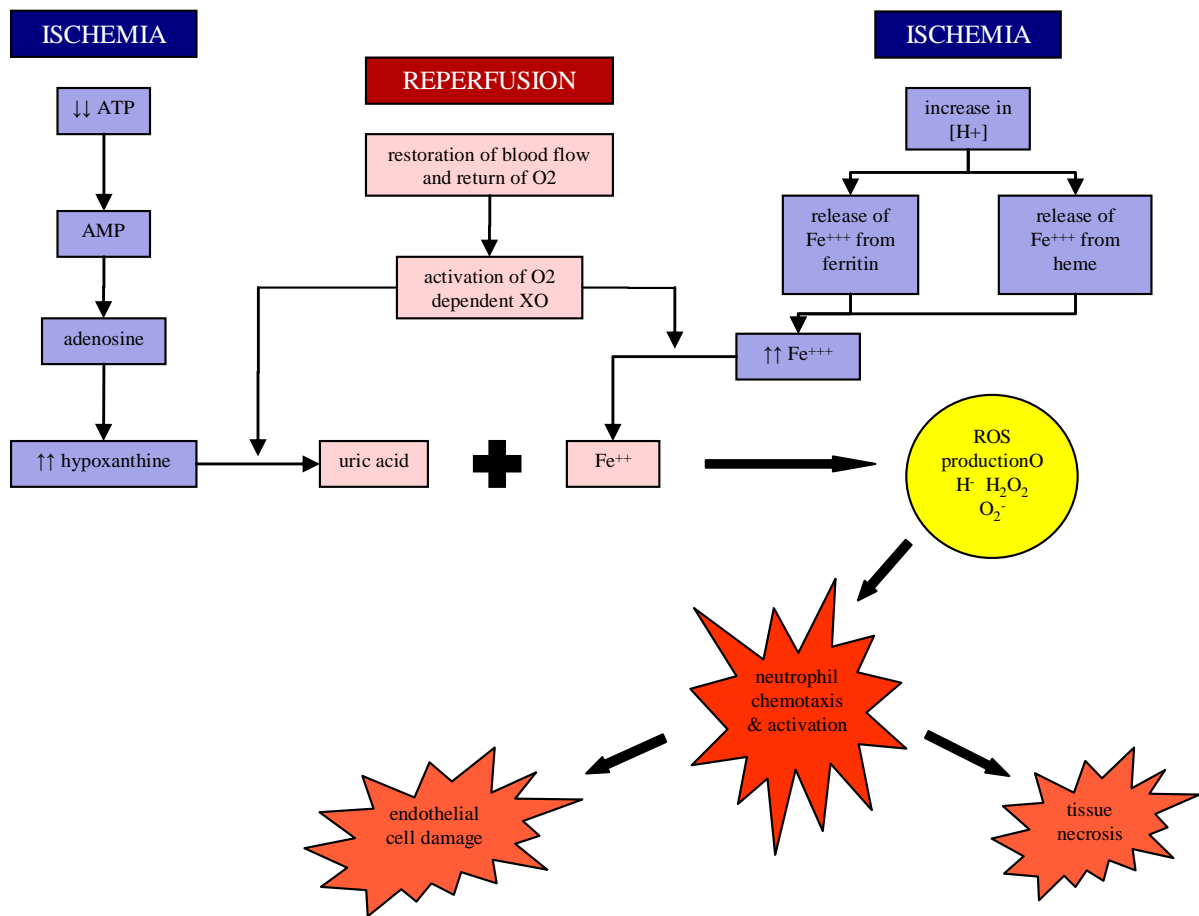 ISCHEMIA
ISCHEMIA
REPERFUSION
↓↓ ATP
increase in
[H+]
restoration of blood flow
and return of O2
AMP
release of
Fe⁺⁺⁺ from
ferritin
release of
Fe⁺⁺⁺ from
heme
activation of O2
dependent XO
adenosine
↑↑ Fe⁺⁺⁺
↑↑ hypoxanthine
uric acid
Fe⁺⁺
ROS
productionO
H⁻ H₂O₂
O₂⁻
neutrophil
chemotaxis
& activation
endothelial
cell damage
tissue
necrosis